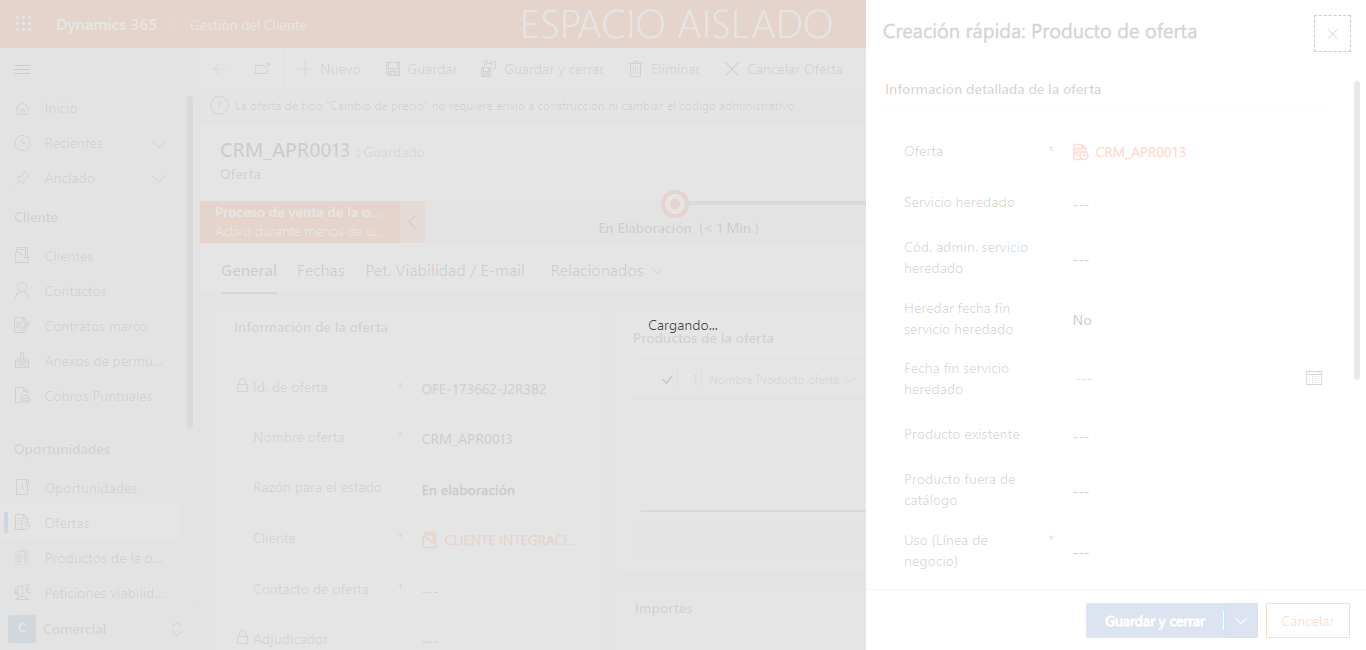 Dynamics 365
Gestión del Cliente
ESPACIO AISLADO
Nuevo
Guardar
Guardar y cerrar
Eliminar
Cancelar Oferta
La oferta de tipo "Cambio de precio" no requiere envío a construcción ni cambiar el código administrativo
Inicio
Recientes
Anclado
Cliente
Clientes
Contactos
Contratos marco
Anexos de permu...
Cobros Puntuales
Oportunidades
Oportunidades
Ofertas
Productos de la o...
Peticiones viabilid...
C
Comercial
CRM_APR0013 : Guardado
Oferta
Proceso de venta de la o...
Activo durante menos de u...
En Elaboración (< 1 Min.)
General
Fechas
Pet. Viabilidad / E-mail
Relacionados
Información de la oferta
Id. de oferta * OFE-173662-J2R3B2
Nombre oferta * CRM_APR0013
Razón para el estado En elaboración
Cliente * CLIENTE INTEGRACI...
Contacto de oferta * ---
Adjudicador ---
Cargando...
Productos de la oferta
Nombre Producto oferta
Importes
Creación rápida: Producto de oferta
Información detallada de la oferta
Oferta * CRM_APR0013
Servicio heredado ---
Cód. admin. servicio
heredado ---
Heredar fecha fin
servicio heredado No
Fecha fin servicio
heredado ---
Producto existente ---
Producto fuera de
catálogo ---
Uso (Línea de
negocio) * ---
Guardar y cerrar
Cancelar